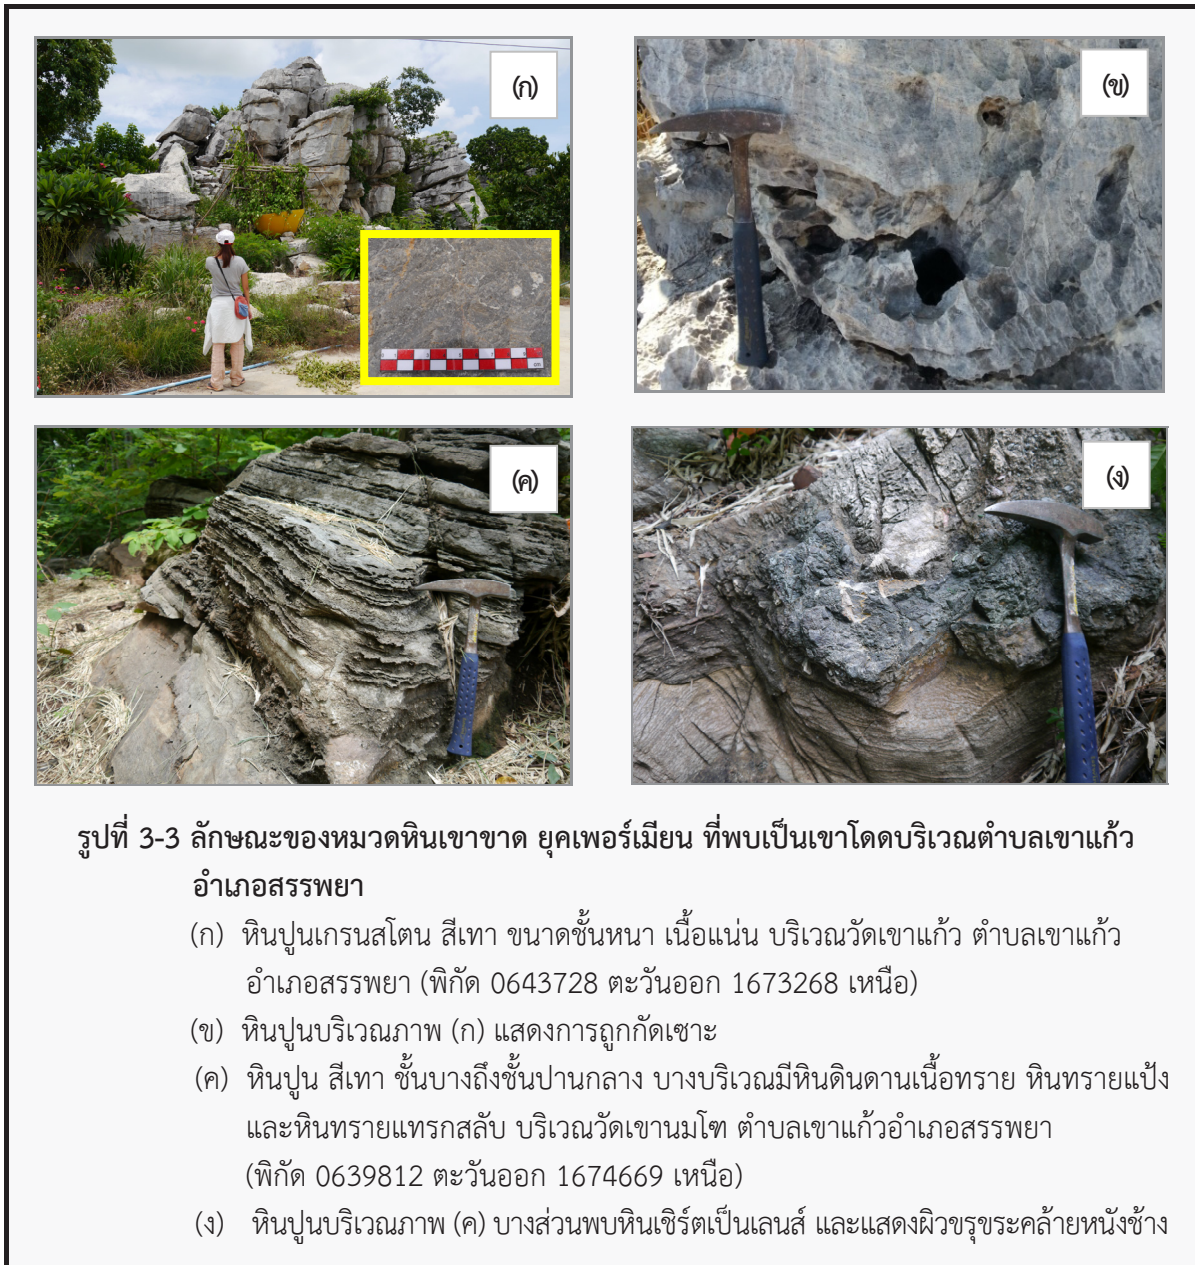 (ก)
(ข)
(ค)
(ง)
cm
รูปที่ 3-3 ลักษณะของหมวดหินเขาขาด ยุคเพอร์เมียน ที่พบเป็นเขาโดดบริเวณตำบลเขาแก้ว
อำเภอสรรพยา
(ก) หินปูนเกรนสโตน สีเทา ขนาดชั้นหนา เนื้อแน่น บริเวณวัดเขาแก้ว ตำบลเขาแก้ว
อำเภอสรรพยา (พิกัด 0643728 ตะวันออก 1673268 เหนือ)
(ข) หินปูนบริเวณภาพ (ก) แสดงการถูกกัดเซาะ
(ค) หินปูน สีเทา ชั้นบางถึงชั้นปานกลาง บางบริเวณมีหินดินดานเนื้อทราย หินทรายแป้ง
และหินทรายแทรกสลับ บริเวณวัดเขานมโฑ ตำบลเขาแก้วอำเภอสรรพยา
(พิกัด 0639812 ตะวันออก 1674669 เหนือ)
(ง) หินปูนบริเวณภาพ (ค) บางส่วนพบหินเชิร์ตเป็นเลนส์ และแสดงผิวขรุขระคล้ายหนังช้าง